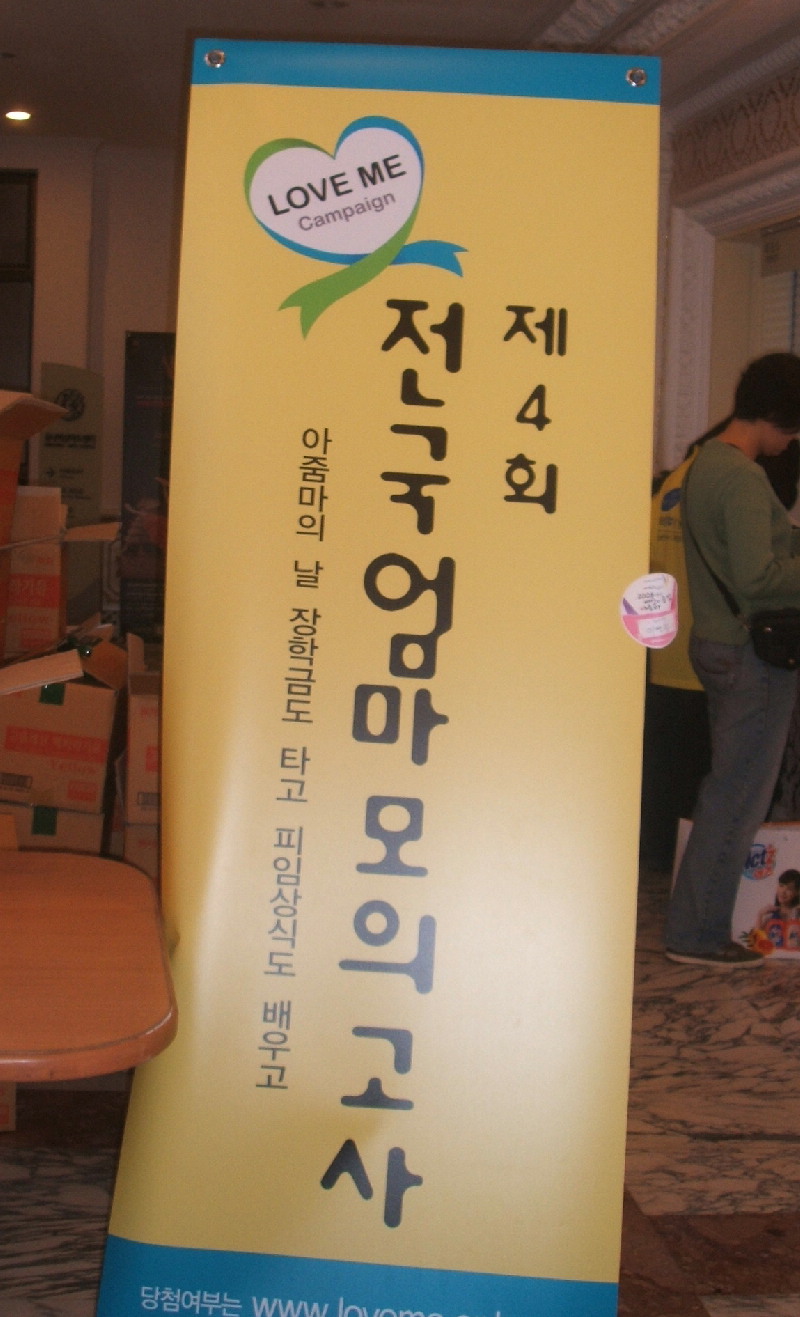 LOVE ME
Campaign
제4회
전국엄마 모의고사
아줌마의 날 장학금도 타고 피임상식도 배우고
당첨여부는 www.loveme.